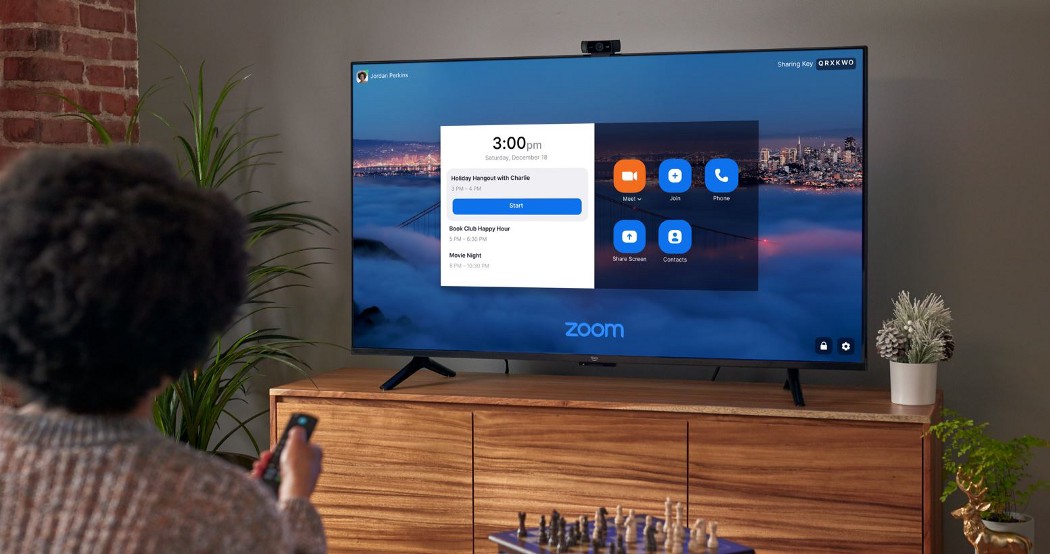 Jordan Perkins
Sharing Key QRXKWO
3:00pm
Saturday, December 18
Holiday Hangout with Charlie
3 PM - 4 PM
Start
Book Club Happy Hour
5 PM - 6:30 PM
Movie Night
8 PM - 10:30 PM
Meet
Join
Phone
Share Screen
Contacts
zoom